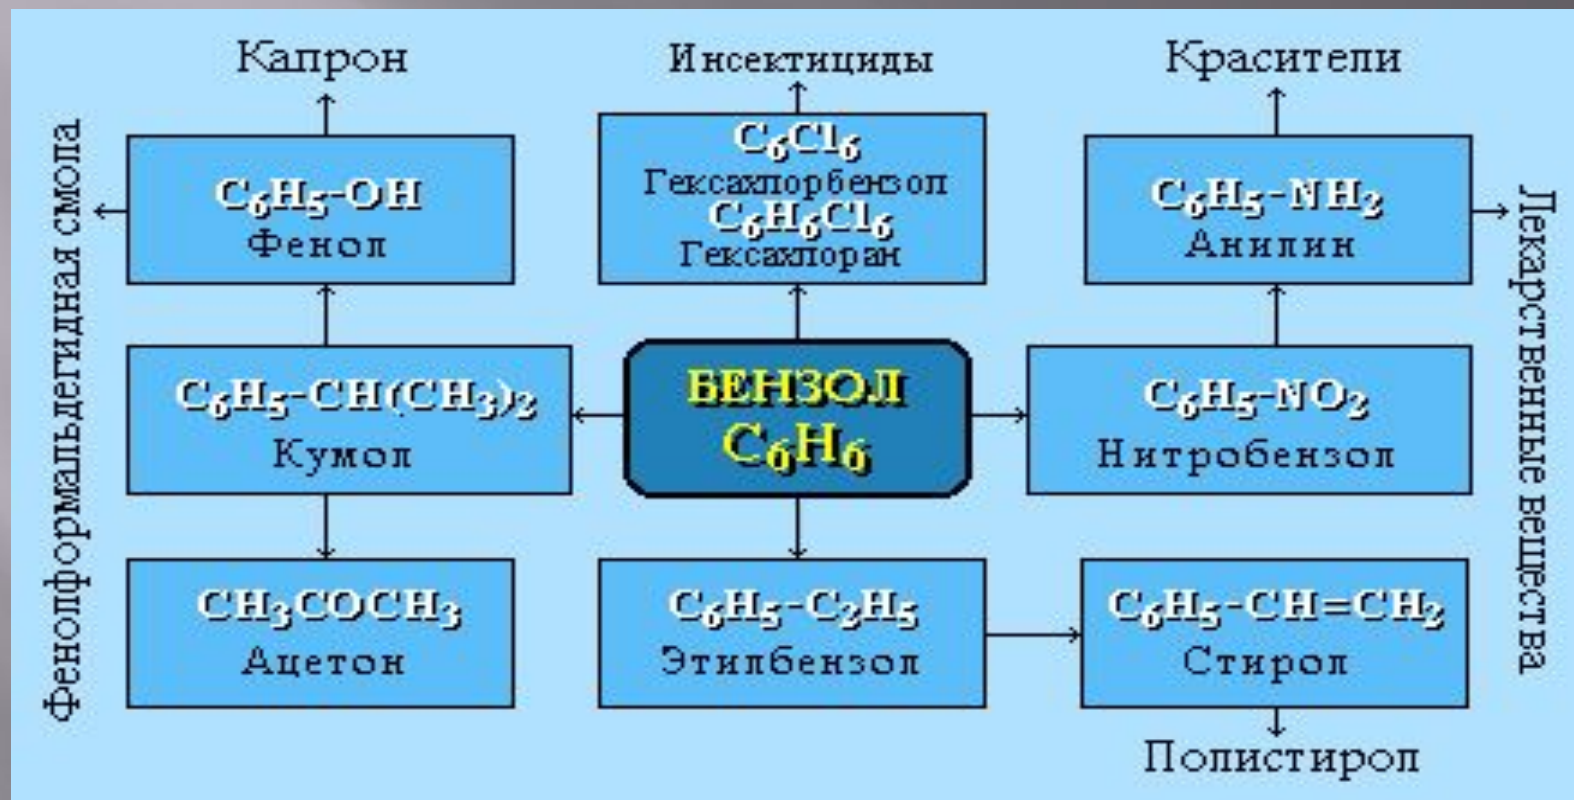 Капрон
Инсектициды
Красители
Фенолформальдегидная смола
C₆H₅-OH
Фенол
C₆Cl₆
Гексахлорбензол
C₆H₆Cl₆
Гексахлоран
C₆H₅-NH₂
Анилин
Лекарственные вещества
C₆H₅-CH(CH₃)₂
Кумол
БЕНЗОЛ
C₆H₆
C₆H₅-NO₂
Нитробензол
CH₃COCH₃
Ацетон
C₆H₅-C₂H₅
Этилбензол
C₆H₅-CH=CH₂
Стирол
Полистирол